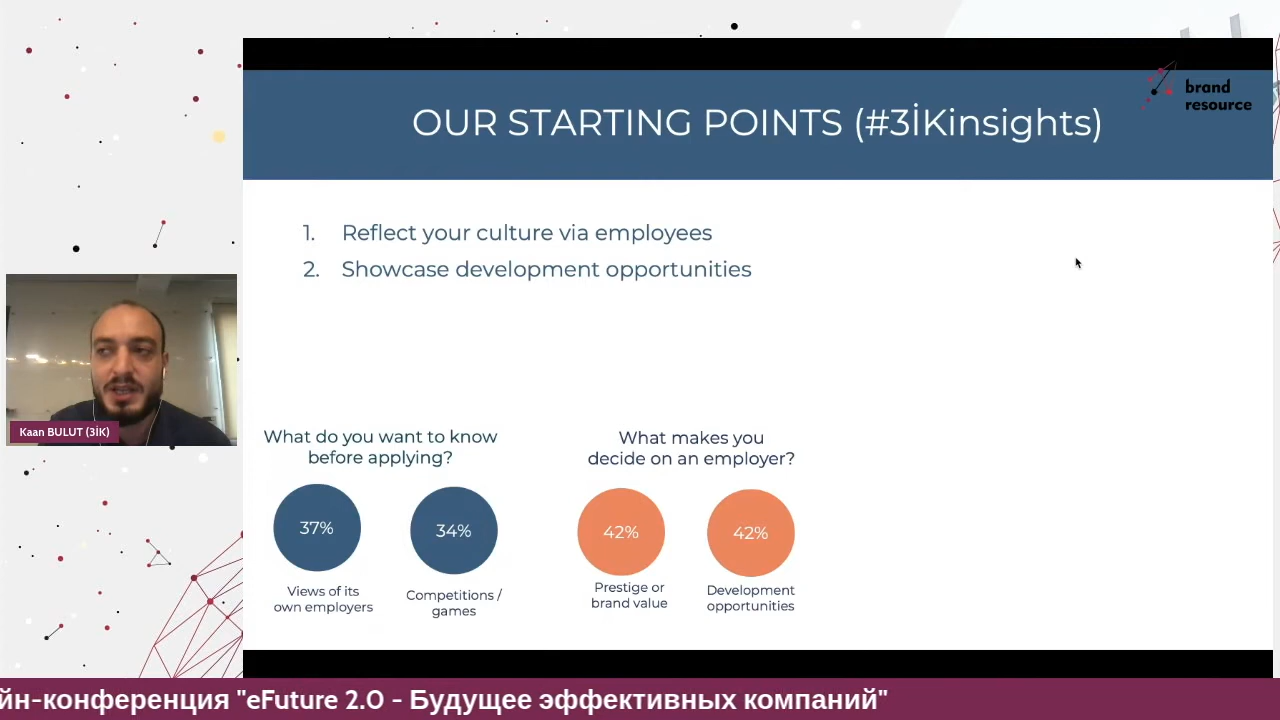 brand
resource
OUR STARTING POINTS (#3İKinsights)
1. Reflect your culture via employees
2. Showcase development opportunities
Kaan BULUT (3İK)
What do you want to know
before applying?
37%
34%
Views of its
own employers
Competitions /
games
What makes you
decide on an employer?
42%
42%
Prestige or
brand value
Development
opportunities
йн-конференция "eFuture 2.0 - Будущее эффективных компаний"